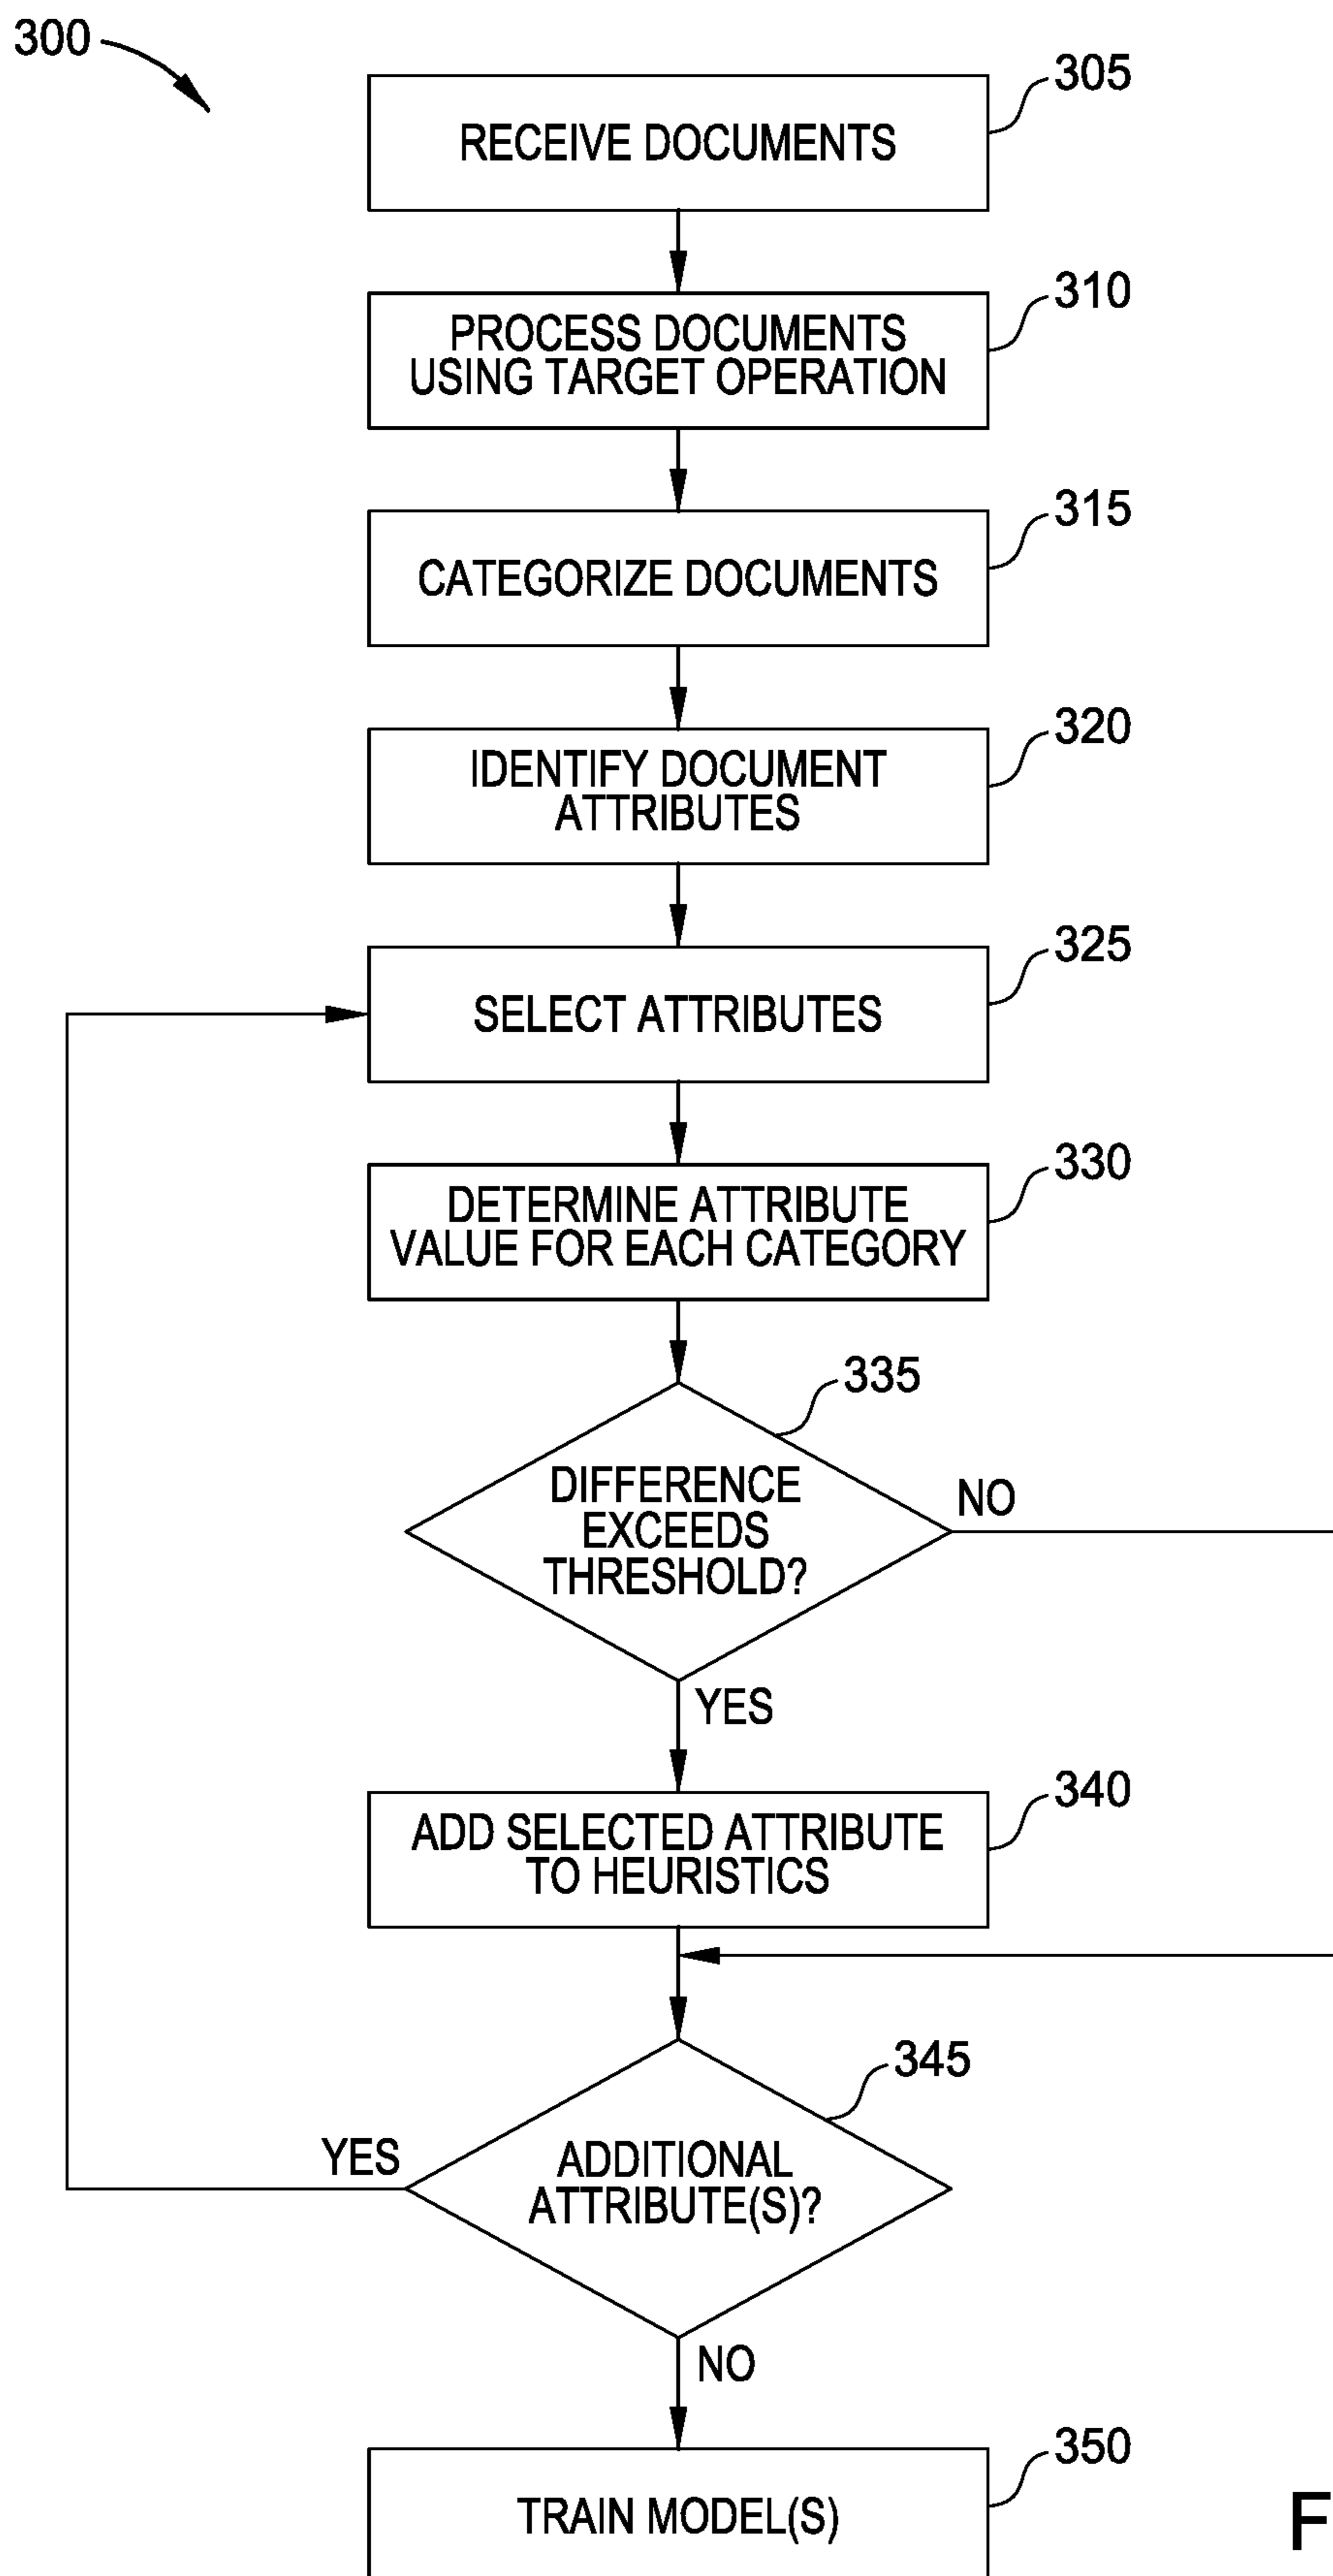 300
305
RECEIVE DOCUMENTS
310
PROCESS DOCUMENTS
USING TARGET OPERATION
315
CATEGORIZE DOCUMENTS
320
IDENTIFY DOCUMENT
ATTRIBUTES
325
SELECT ATTRIBUTES
330
DETERMINE ATTRIBUTE
VALUE FOR EACH CATEGORY
335
DIFFERENCE
EXCEEDS
THRESHOLD?
NO
YES
340
ADD SELECTED ATTRIBUTE
TO HEURISTICS
345
YES
ADDITIONAL
ATTRIBUTE(S)?
NO
350
TRAIN MODEL(S)
F